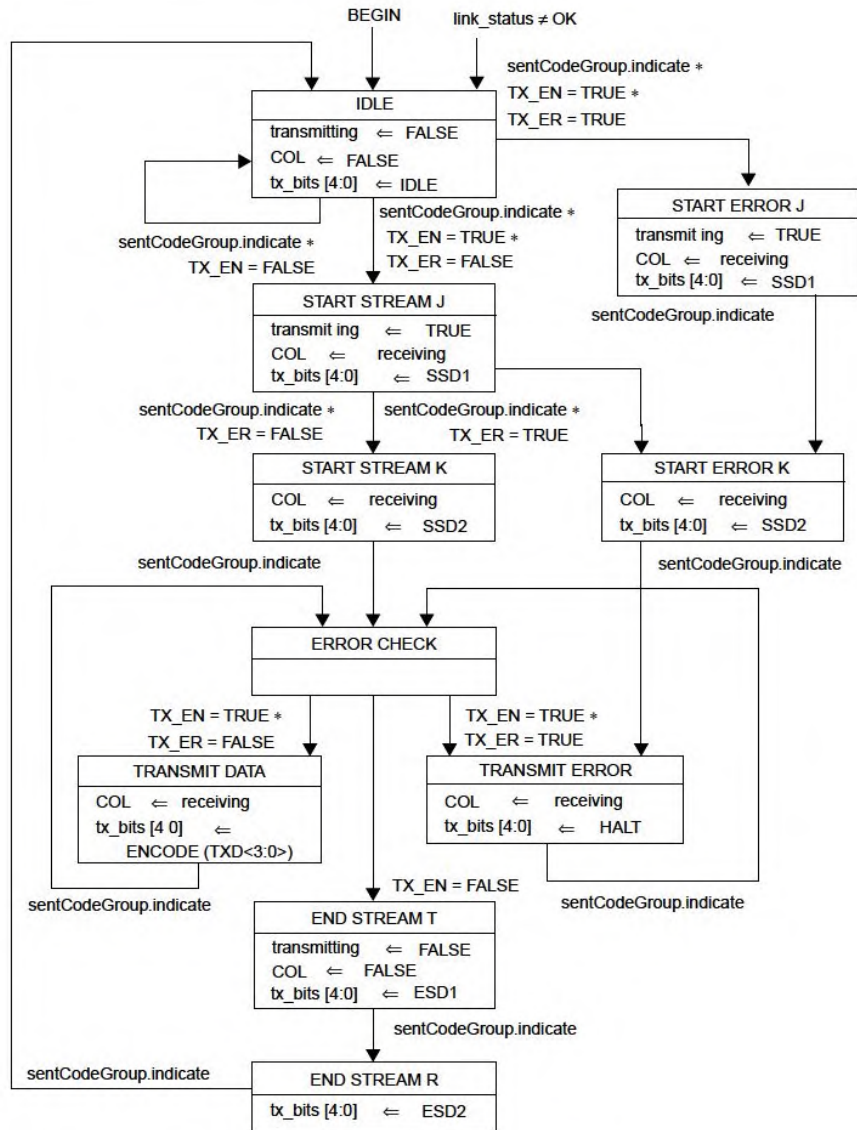 BEGIN
link_status ≠ OK
sentCodeGroup.indicate ∗
TX_EN = TRUE ∗
TX_ER = TRUE
IDLE
transmitting ⇐ FALSE
COL ⇐ FALSE
tx_bits [4:0] ⇐ IDLE
sentCodeGroup.indicate ∗
TX_EN = FALSE
sentCodeGroup.indicate ∗
TX_EN = TRUE ∗
TX_ER = FALSE
START ERROR J
transmit ing ⇐ TRUE
COL ⇐ receiving
tx_bits [4:0] ⇐ SSD1
sentCodeGroup.indicate
START STREAM J
transmit ing ⇐ TRUE
COL ⇐ receiving
tx_bits [4:0] ⇐ SSD1
sentCodeGroup.indicate ∗
TX_ER = FALSE
sentCodeGroup.indicate ∗
TX_ER = TRUE
START STREAM K
COL ⇐ receiving
tx_bits [4:0] ⇐ SSD2
START ERROR K
COL ⇐ receiving
tx_bits [4:0] ⇐ SSD2
sentCodeGroup.indicate
sentCodeGroup.indicate
ERROR CHECK
TX_EN = TRUE ∗
TX_ER = FALSE
TX_EN = TRUE ∗
TX_ER = TRUE
TRANSMIT DATA
COL ⇐ receiving
tx_bits [4 0] ⇐
ENCODE (TXD<3:0>)
TRANSMIT ERROR
COL ⇐ receiving
tx_bits [4:0] ⇐ HALT
sentCodeGroup.indicate
TX_EN = FALSE
sentCodeGroup.indicate
END STREAM T
transmitting ⇐ FALSE
COL ⇐ FALSE
tx_bits [4:0] ⇐ ESD1
sentCodeGroup.indicate
sentCodeGroup.indicate
END STREAM R
tx_bits [4:0] ⇐ ESD2